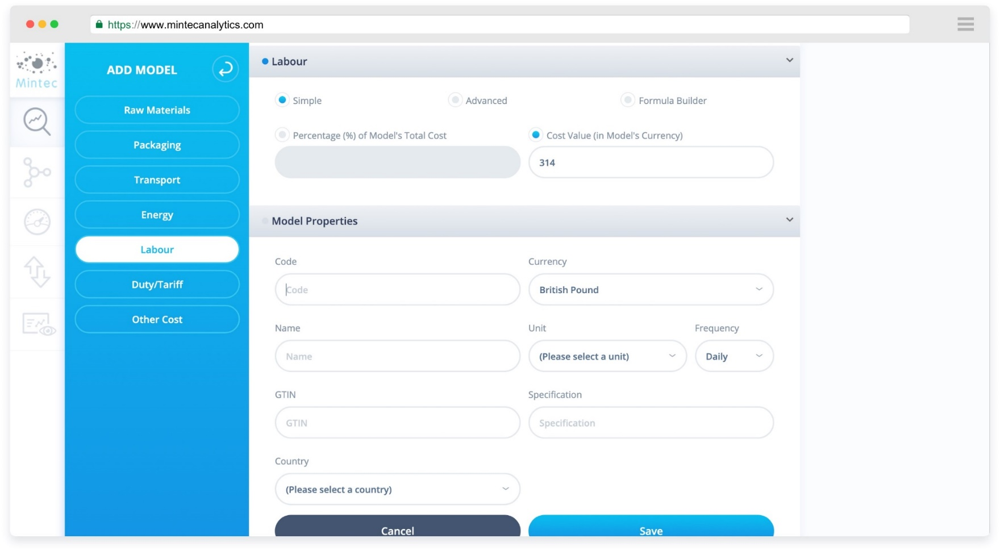 https://www.mintecanalytics.com
Mintec
ADD MODEL
Raw Materials
Packaging
Transport
Energy
Labour
Duty/Tariff
Other Cost
Labour
Simple Advanced Formula Builder
Percentage (%) of Model's Total Cost Cost Value (in Model's Currency)
314
Model Properties
Code Currency
Code British Pound
Name Unit Frequency
Name (Please select a unit) Daily
GTIN Specification
GTIN Specification
Country
(Please select a country)
Cancel Save